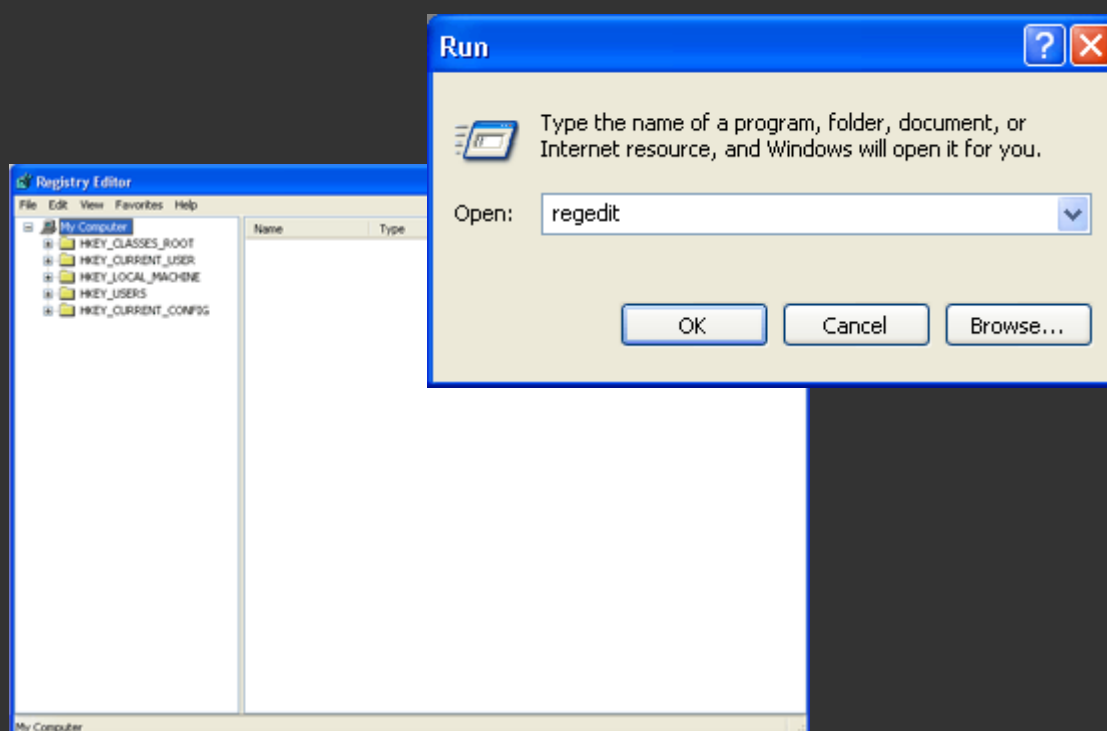 Run
Type the name of a program, folder, document, or
Internet resource, and Windows will open it for you.
Open: regedit
OK Cancel Browse...
Registry Editor
File Edit View Favorites Help
My Computer
HKEY_CLASSES_ROOT
HKEY_CURRENT_USER
HKEY_LOCAL_MACHINE
HKEY_USERS
HKEY_CURRENT_CONFIG
Name Type
My Computer